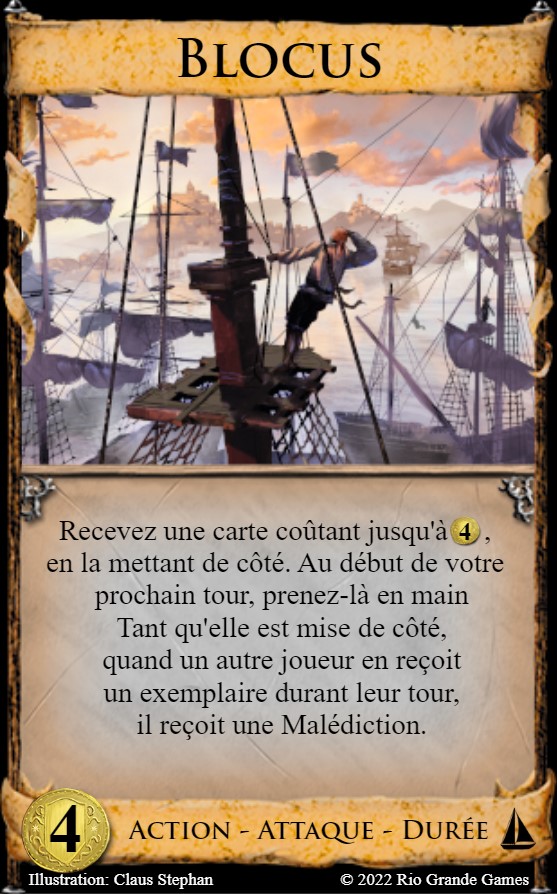 BLOCUS
Recevez une carte coûtant jusqu'à 4 ,
en la mettant de côté. Au début de votre
prochain tour, prenez-là en main
Tant qu'elle est mise de côté,
quand un autre joueur en reçoit
un exemplaire durant leur tour,
il reçoit une Malédiction.
4 ACTION - ATTAQUE - DURÉE
Illustration: Claus Stephan © 2022 Rio Grande Games